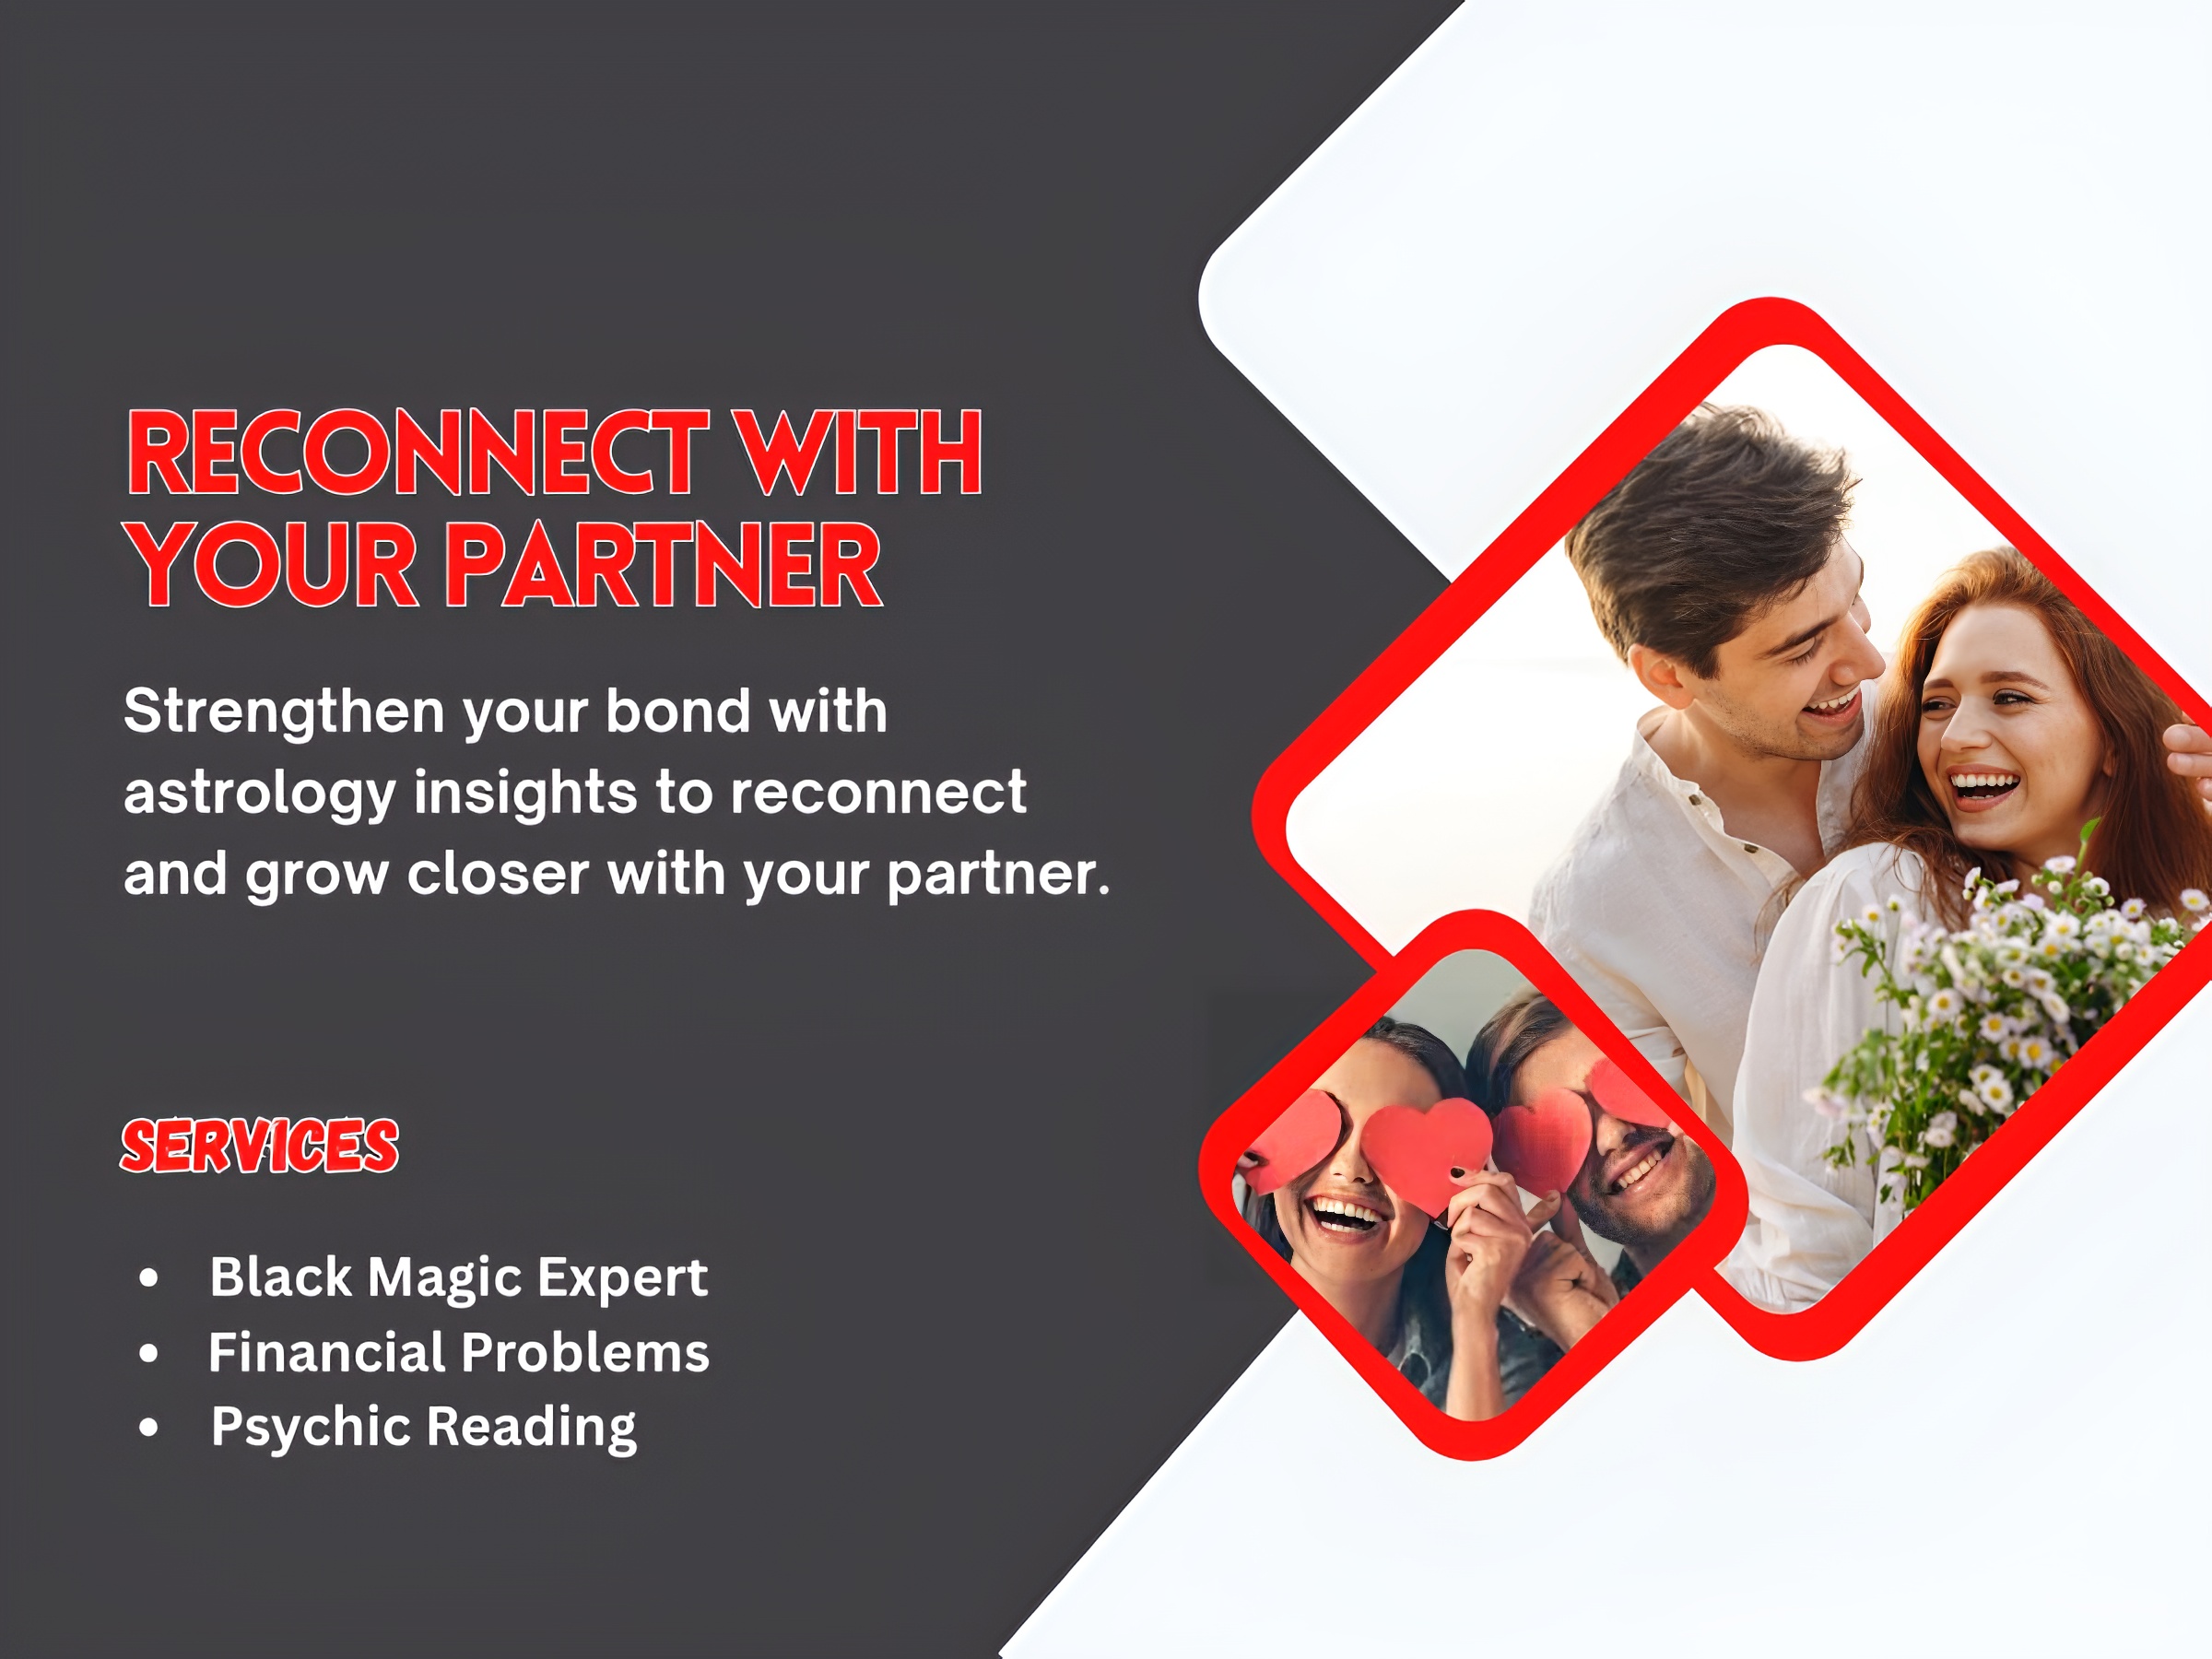 RECONNECT WITH
YOUR PARTNER
Strengthen your bond with
astrology insights to reconnect
and grow closer with your partner.
SERVICES
• Black Magic Expert
• Financial Problems
• Psychic Reading